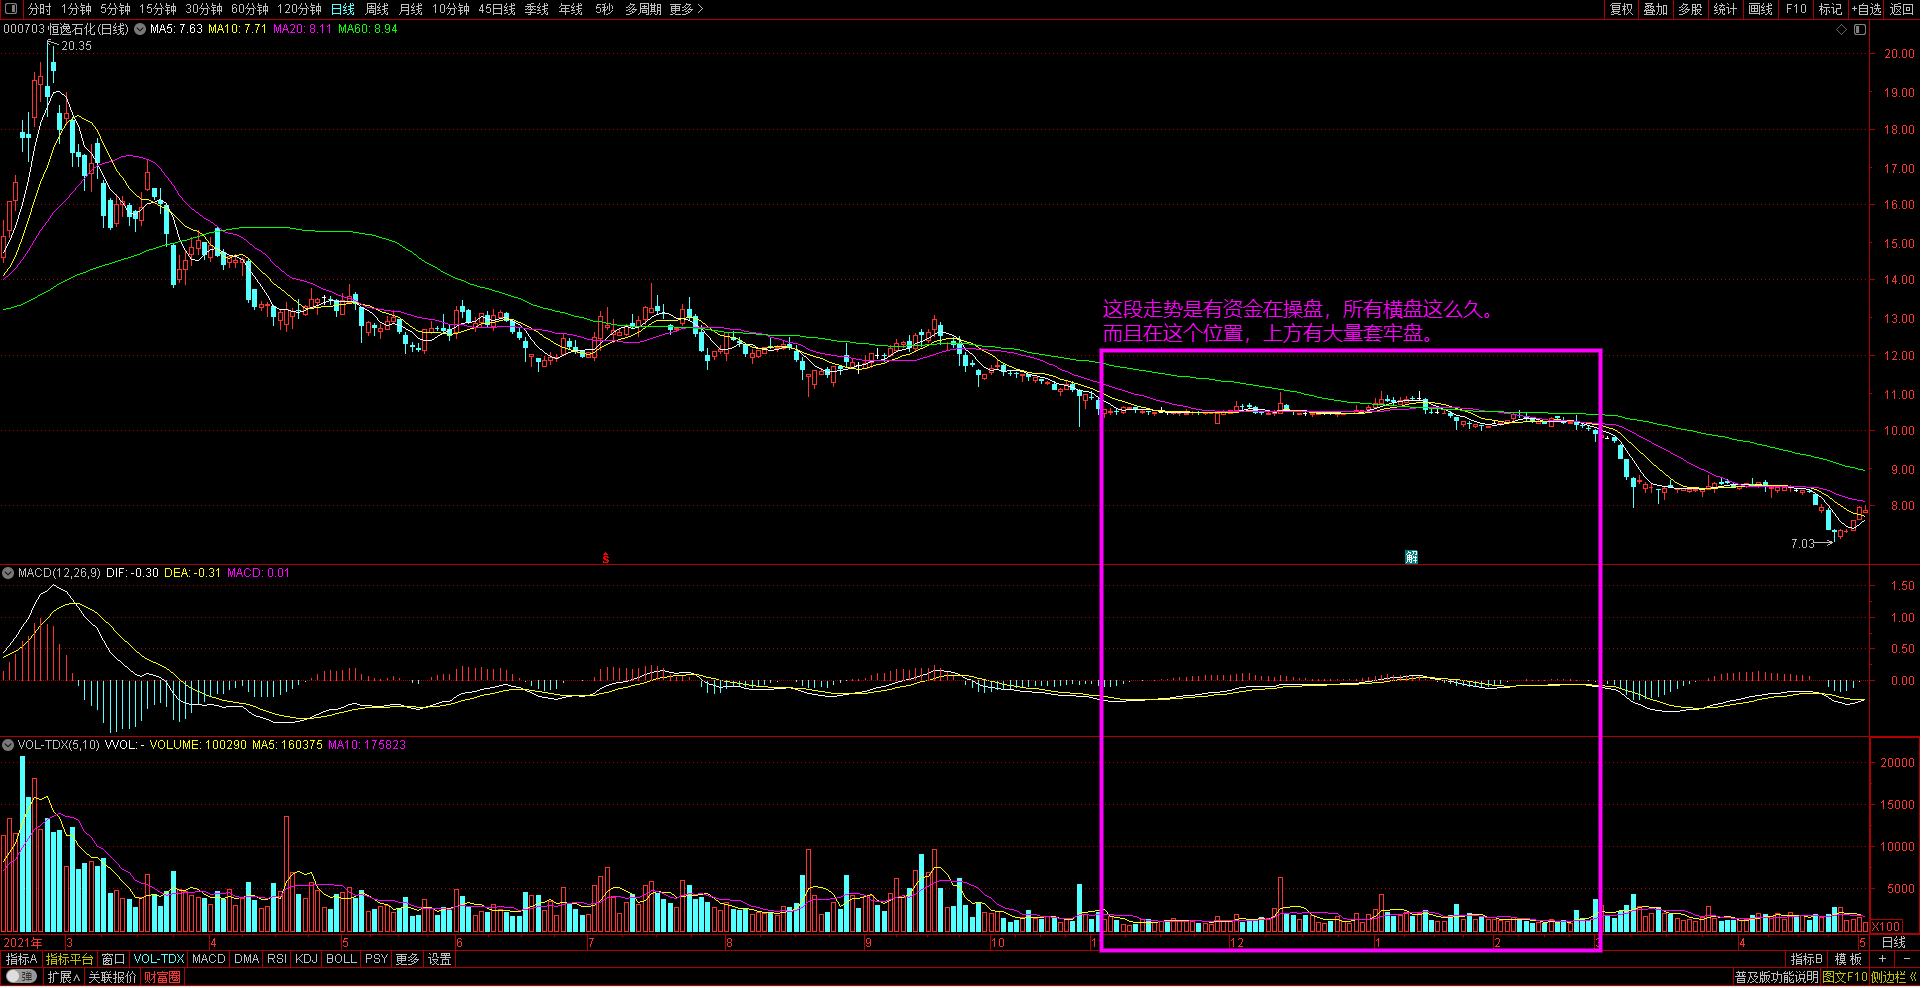 分时 1分钟 5分钟 15分钟 30分钟 60分钟 120分钟 日线 周线 月线 10分钟 45日线 季线 年线 5秒 多周期 更多 复权 叠加 多股 统计 画线 F10 标记 +自选 返回
000703 恒逸石化(日线) MA5: 7.63 MA10: 7.71 MA20: 8.11 MA60: 8.94
20.35
20.00
19.00
18.00
17.00
16.00
15.00
14.00
这段走势是有资金在操盘，所有横盘这么久。
13.00
而且在这个位置，上方有大量套牢盘。
12.00
11.00
10.00
9.00
8.00
7.03
解
MACD(12,26,9) DIF: -0.30 DEA: -0.31 MACD: 0.01
1.50
1.00
0.50
0.00
VOL-TDX(5,10) VVOL: - VOLUME: 100290 MA5: 160375 MA10: 175823
20000
15000
10000
5000
X100
2021年 3 4 5 6 7 8 9 10 12 1 2 3 4 5 日线
指标A 指标平台 窗口 VOL-TDX MACD DMA RSI KDJ BOLL PSY 更多 设置 指标B 模板 + -
弹 扩展∧ 关联报价 财富圈 普及版功能说明 图文F10 侧边栏《